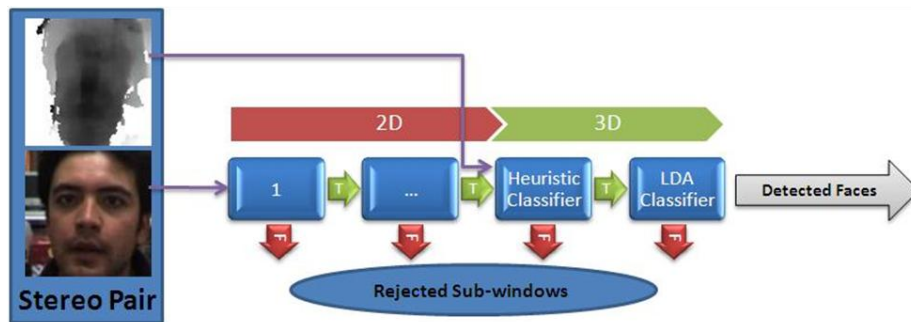 2D
3D
1
T
...
T
Heuristic
Classifier
T
LDA
Classifier
Detected Faces
F
F
F
F
Rejected Sub-windows
Stereo Pair